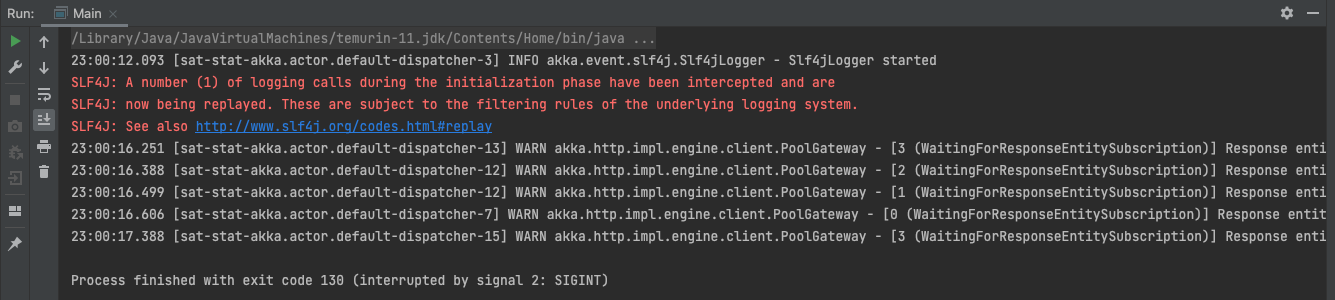 Run: Main
/Library/Java/JavaVirtualMachines/temurin-11.jdk/Contents/Home/bin/java ...
23:00:12.093 [sat-stat-akka.actor.default-dispatcher-3] INFO akka.event.slf4j.Slf4jLogger - Slf4jLogger started
SLF4J: A number (1) of logging calls during the initialization phase have been intercepted and are
SLF4J: now being replayed. These are subject to the filtering rules of the underlying logging system.
SLF4J: See also http://www.slf4j.org/codes.html#replay
23:00:16.251 [sat-stat-akka.actor.default-dispatcher-13] WARN akka.http.impl.engine.client.PoolGateway - [3 (WaitingForResponseEntitySubscription)] Response enti
23:00:16.388 [sat-stat-akka.actor.default-dispatcher-12] WARN akka.http.impl.engine.client.PoolGateway - [2 (WaitingForResponseEntitySubscription)] Response enti
23:00:16.499 [sat-stat-akka.actor.default-dispatcher-12] WARN akka.http.impl.engine.client.PoolGateway - [1 (WaitingForResponseEntitySubscription)] Response enti
23:00:16.606 [sat-stat-akka.actor.default-dispatcher-7] WARN akka.http.impl.engine.client.PoolGateway - [0 (WaitingForResponseEntitySubscription)] Response entit
23:00:17.388 [sat-stat-akka.actor.default-dispatcher-15] WARN akka.http.impl.engine.client.PoolGateway - [3 (WaitingForResponseEntitySubscription)] Response enti
Process finished with exit code 130 (interrupted by signal 2: SIGINT)